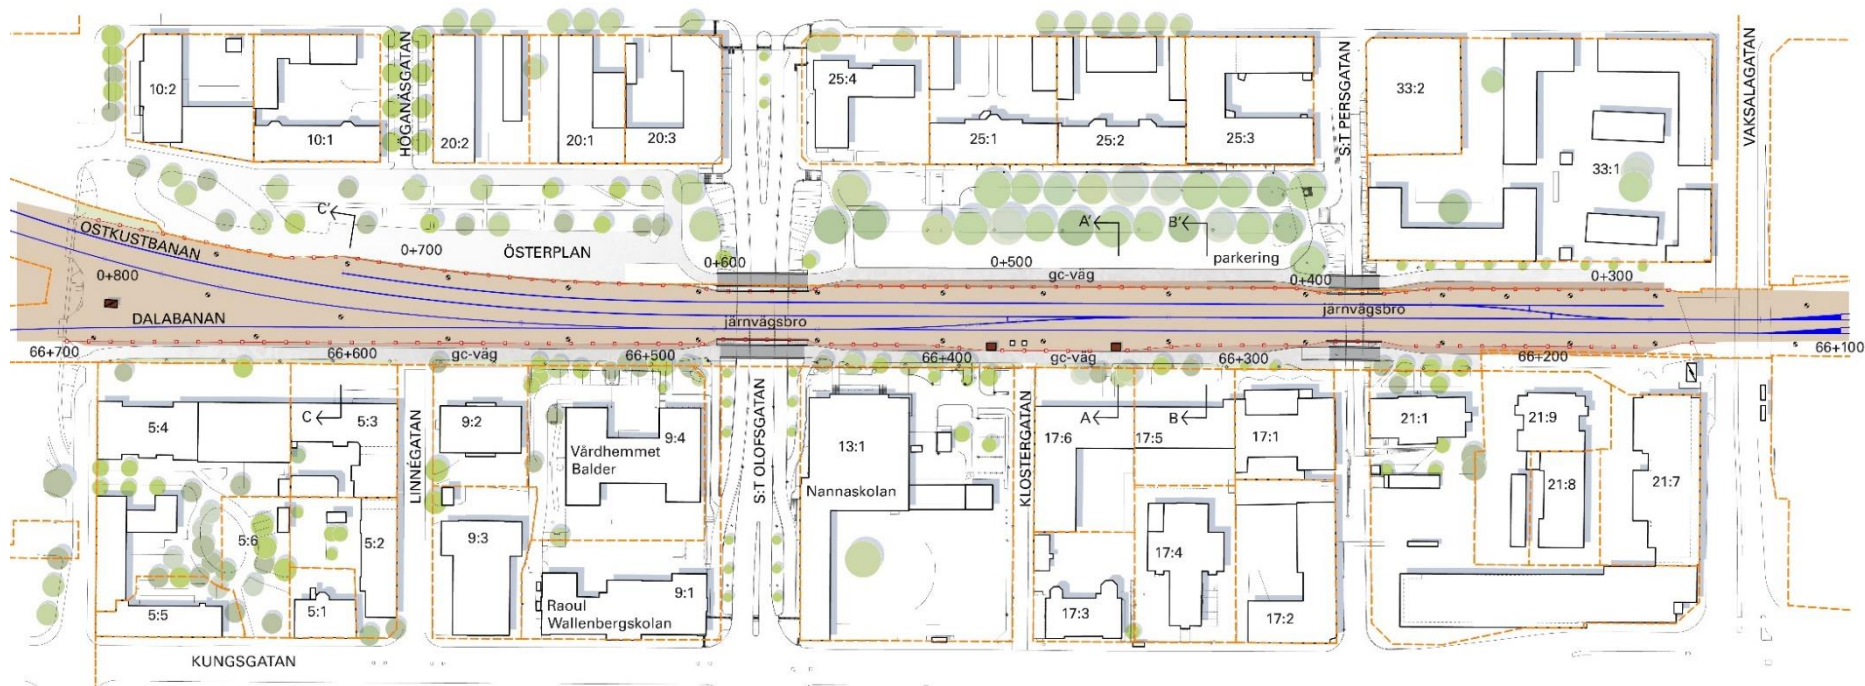 10:2
10:1
HÖGANÄSGATAN
20:2
20:1
20:3
25:4
25:1
25:2
25:3
S:T PERSGATAN
33:2
33:1
VAKSALAGATAN
C'
A'
B'
OSTKUSTBANAN
0+800
0+700
ÖSTERPLAN
0+600
0+500
gc-väg
parkering
0+400
0+300
DALABANAN
järnvägsbro
järnvägsbro
66+700
66+600
gc-väg
66+500
66+400
gc-väg
66+300
66+200
66+100
C
5:4
5:3
LINNEGATAN
9:2
Vårdhemmet
Balder
9:4
S:T OLOFSGATAN
13:1
Nannaskolan
KLOSTERGATAN
17:6
A
17:5
B
17:1
21:1
21:9
21:8
21:7
5:6
5:2
9:3
17:4
5:5
5:1
Raoul
Wallenbergskolan
9:1
17:3
17:2
KUNGSGATAN